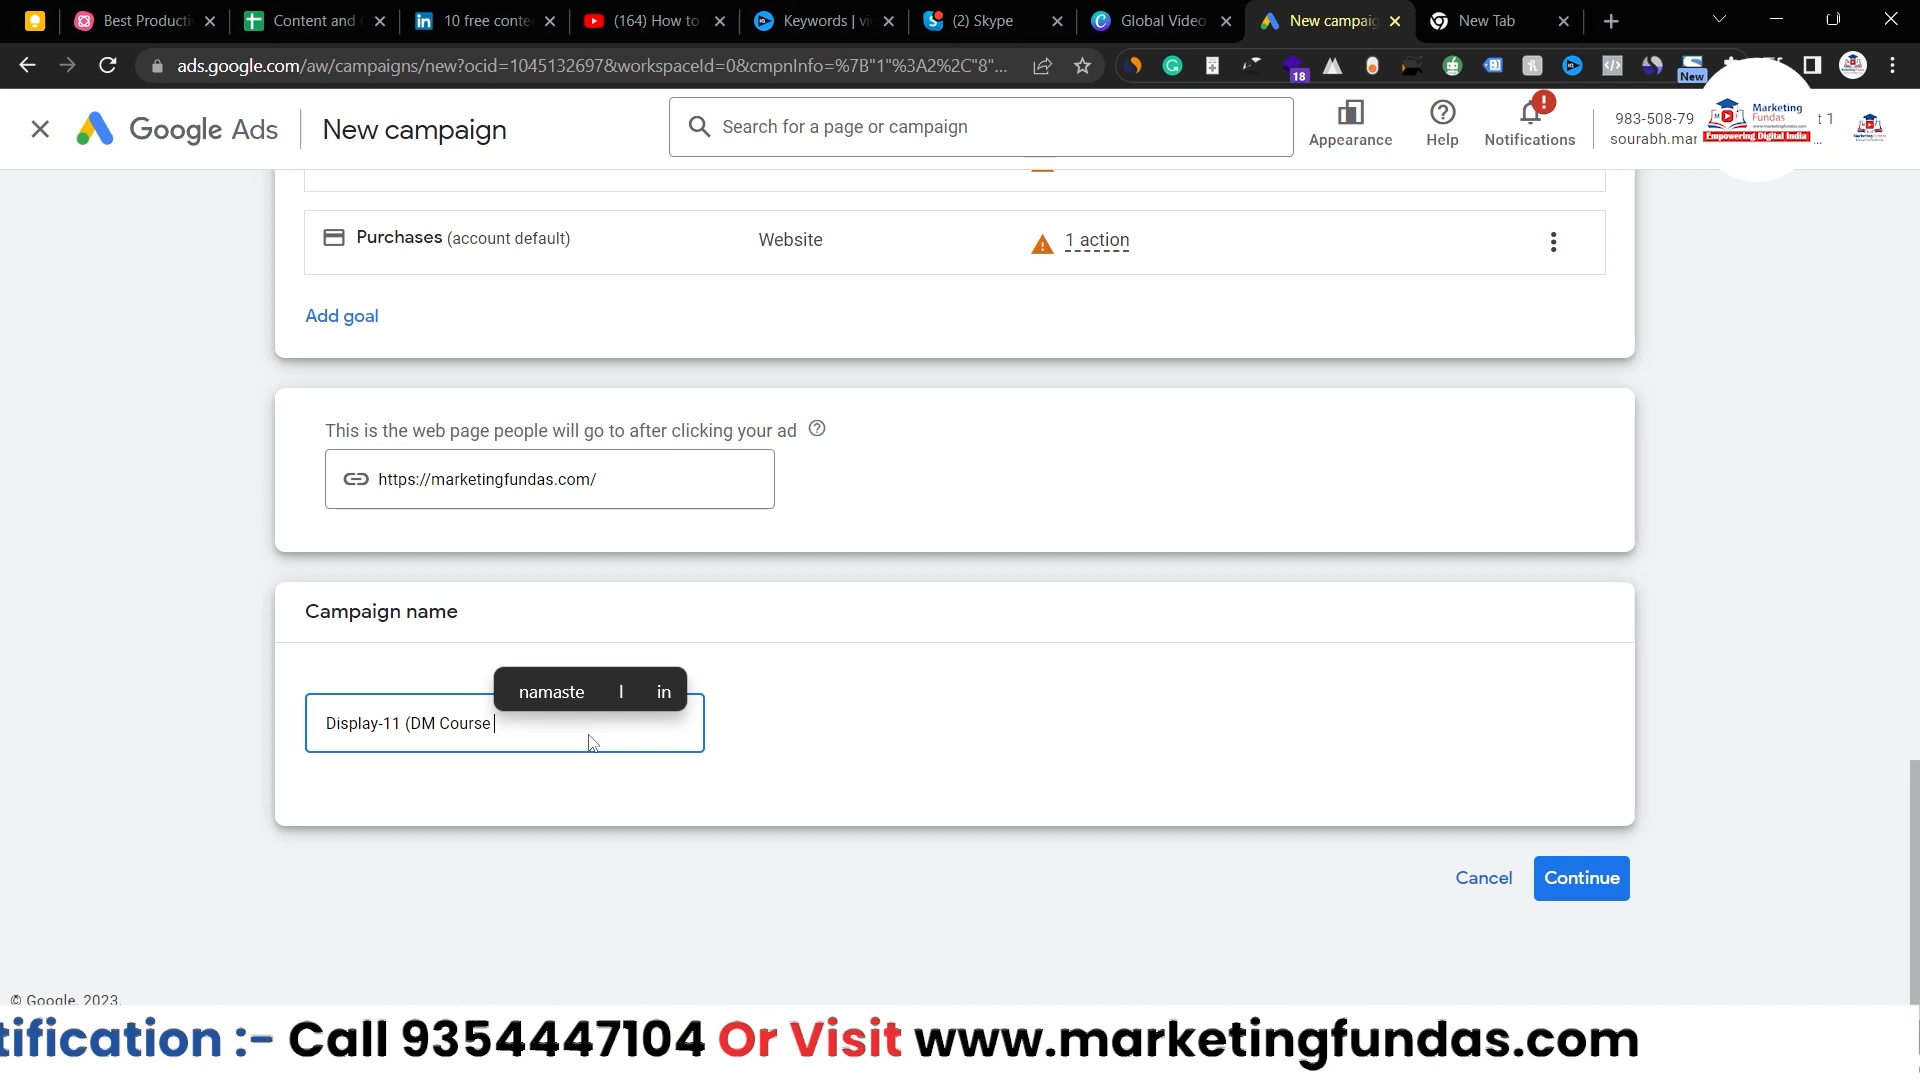 Best Producti
Content and
10 free conte
(164) How to
Keywords | vi
(2) Skype
Global Video
New campaig
New Tab
ads.google.com/aw/campaigns/new?ocid=1045132697&workspaceId=0&cmpnInfo=%7B"1"%3A2%2C"8"...
18
New
Google Ads
New campaign
Search for a page or campaign
Appearance
Help
Notifications
983-508-79
t 1
sourabh.mar
...
Marketing
Fundas
Empowering Digital India
Purchases (account default)
Website
1 action
Add goal
This is the web page people will go to after clicking your ad
https://marketingfundas.com/
Campaign name
namaste I in
Display-11 (DM Course
Cancel
Continue
© Google, 2023.
tification :- Call 9354447104 Or Visit www.marketingfundas.com